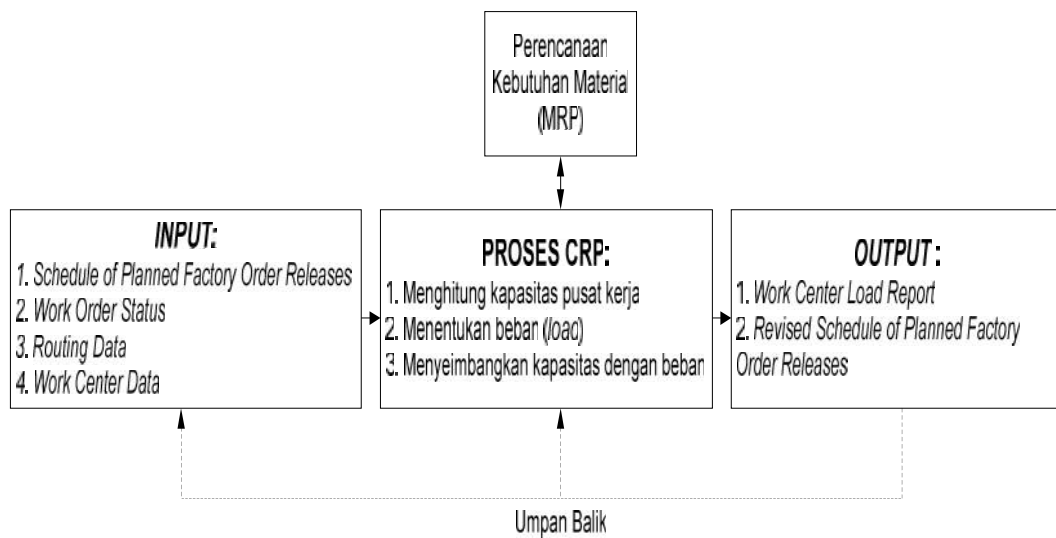 Perencanaan
Kebutuhan Material
(MRP)
INPUT:
1. Schedule of Planned Factory Order Releases
2. Work Order Status
3. Routing Data
4. Work Center Data
PROSES CRP:
1. Menghitung kapasitas pusat kerja
2. Menentukan beban (load)
3. Menyeimbangkan kapasitas dengan beban
OUTPUT :
1. Work Center Load Report
2. Revised Schedule of Planned Factory
Order Releases
Umpan Balik